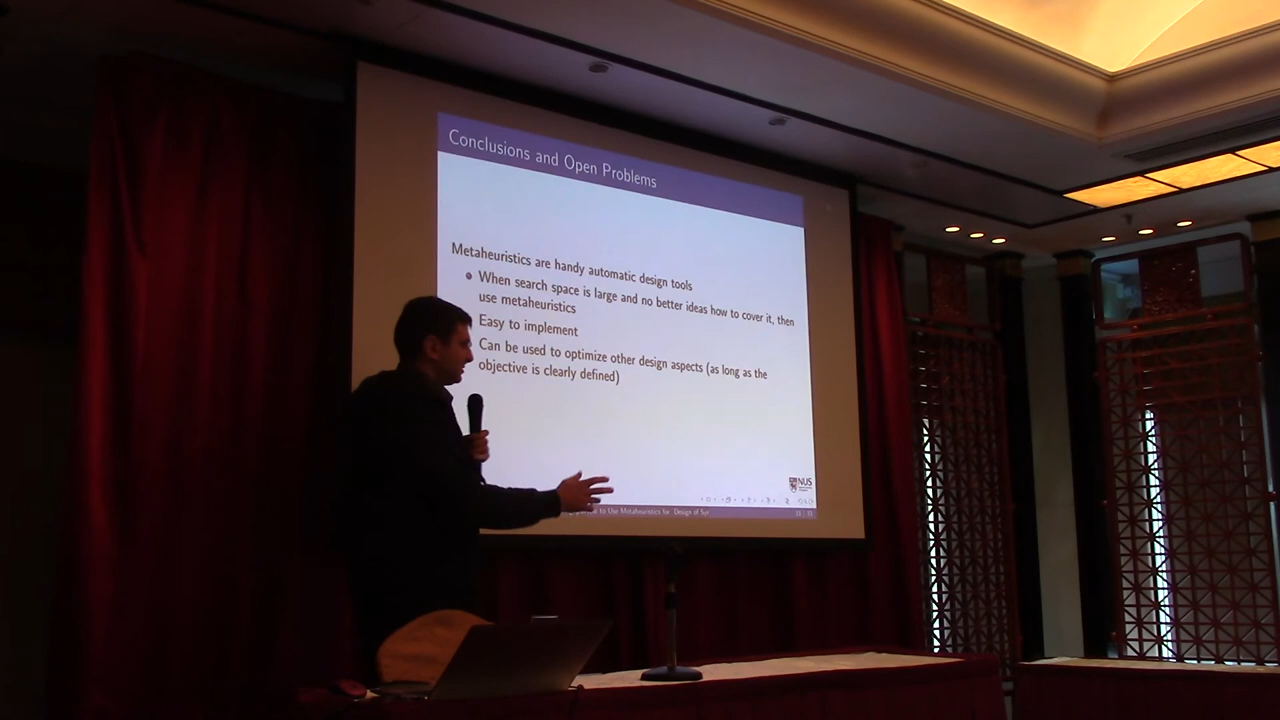 Conclusions and Open Problems
Metaheuristics are handy automatic design tools
When search space is large and no better ideas how to cover it, then
use metaheuristics
Easy to implement
Can be used to optimize other design aspects (as long as the
objective is clearly defined)
NUS
to Use Metaheuristics for Design of